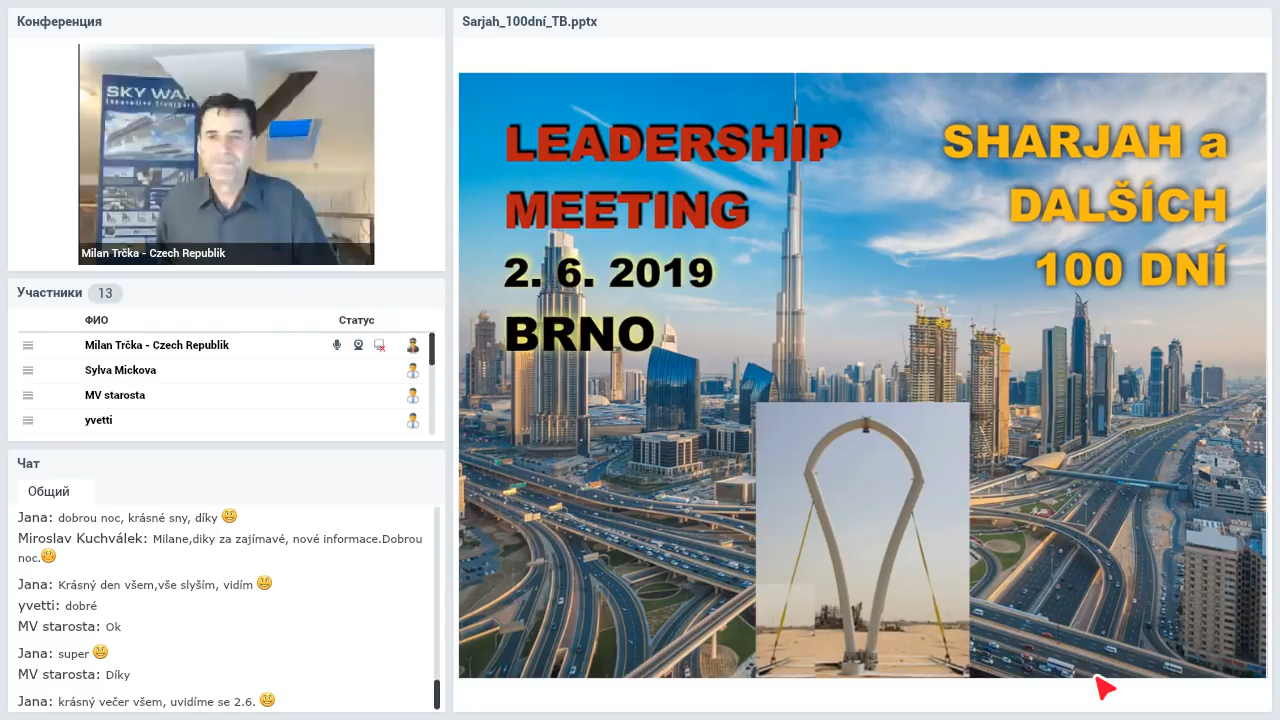 Конференция
SKY WA
Milan Trčka - Czech Republik
Участники 13
ФИО Статус
Milan Trčka - Czech Republik
Sylva Mickova
MV starosta
yvetti
Чат
Общий
Jana: dobrou noc, krásné sny, díky
Miroslav Kuchválek: Milane,diky za zajímavé, nové informace.Dobrou
noc.
Jana: Krásný den všem,vše slyším, vidím
yvetti: dobré
MV starosta: Ok
Jana: super
MV starosta: Díky
Jana: krásný večer všem, uvidíme se 2.6.
Sarjah_100dní_TB.pptx
LEADERSHIP
MEETING
2. 6. 2019
BRNO
SHARJAH a
DALŠÍCH
100 DNÍ